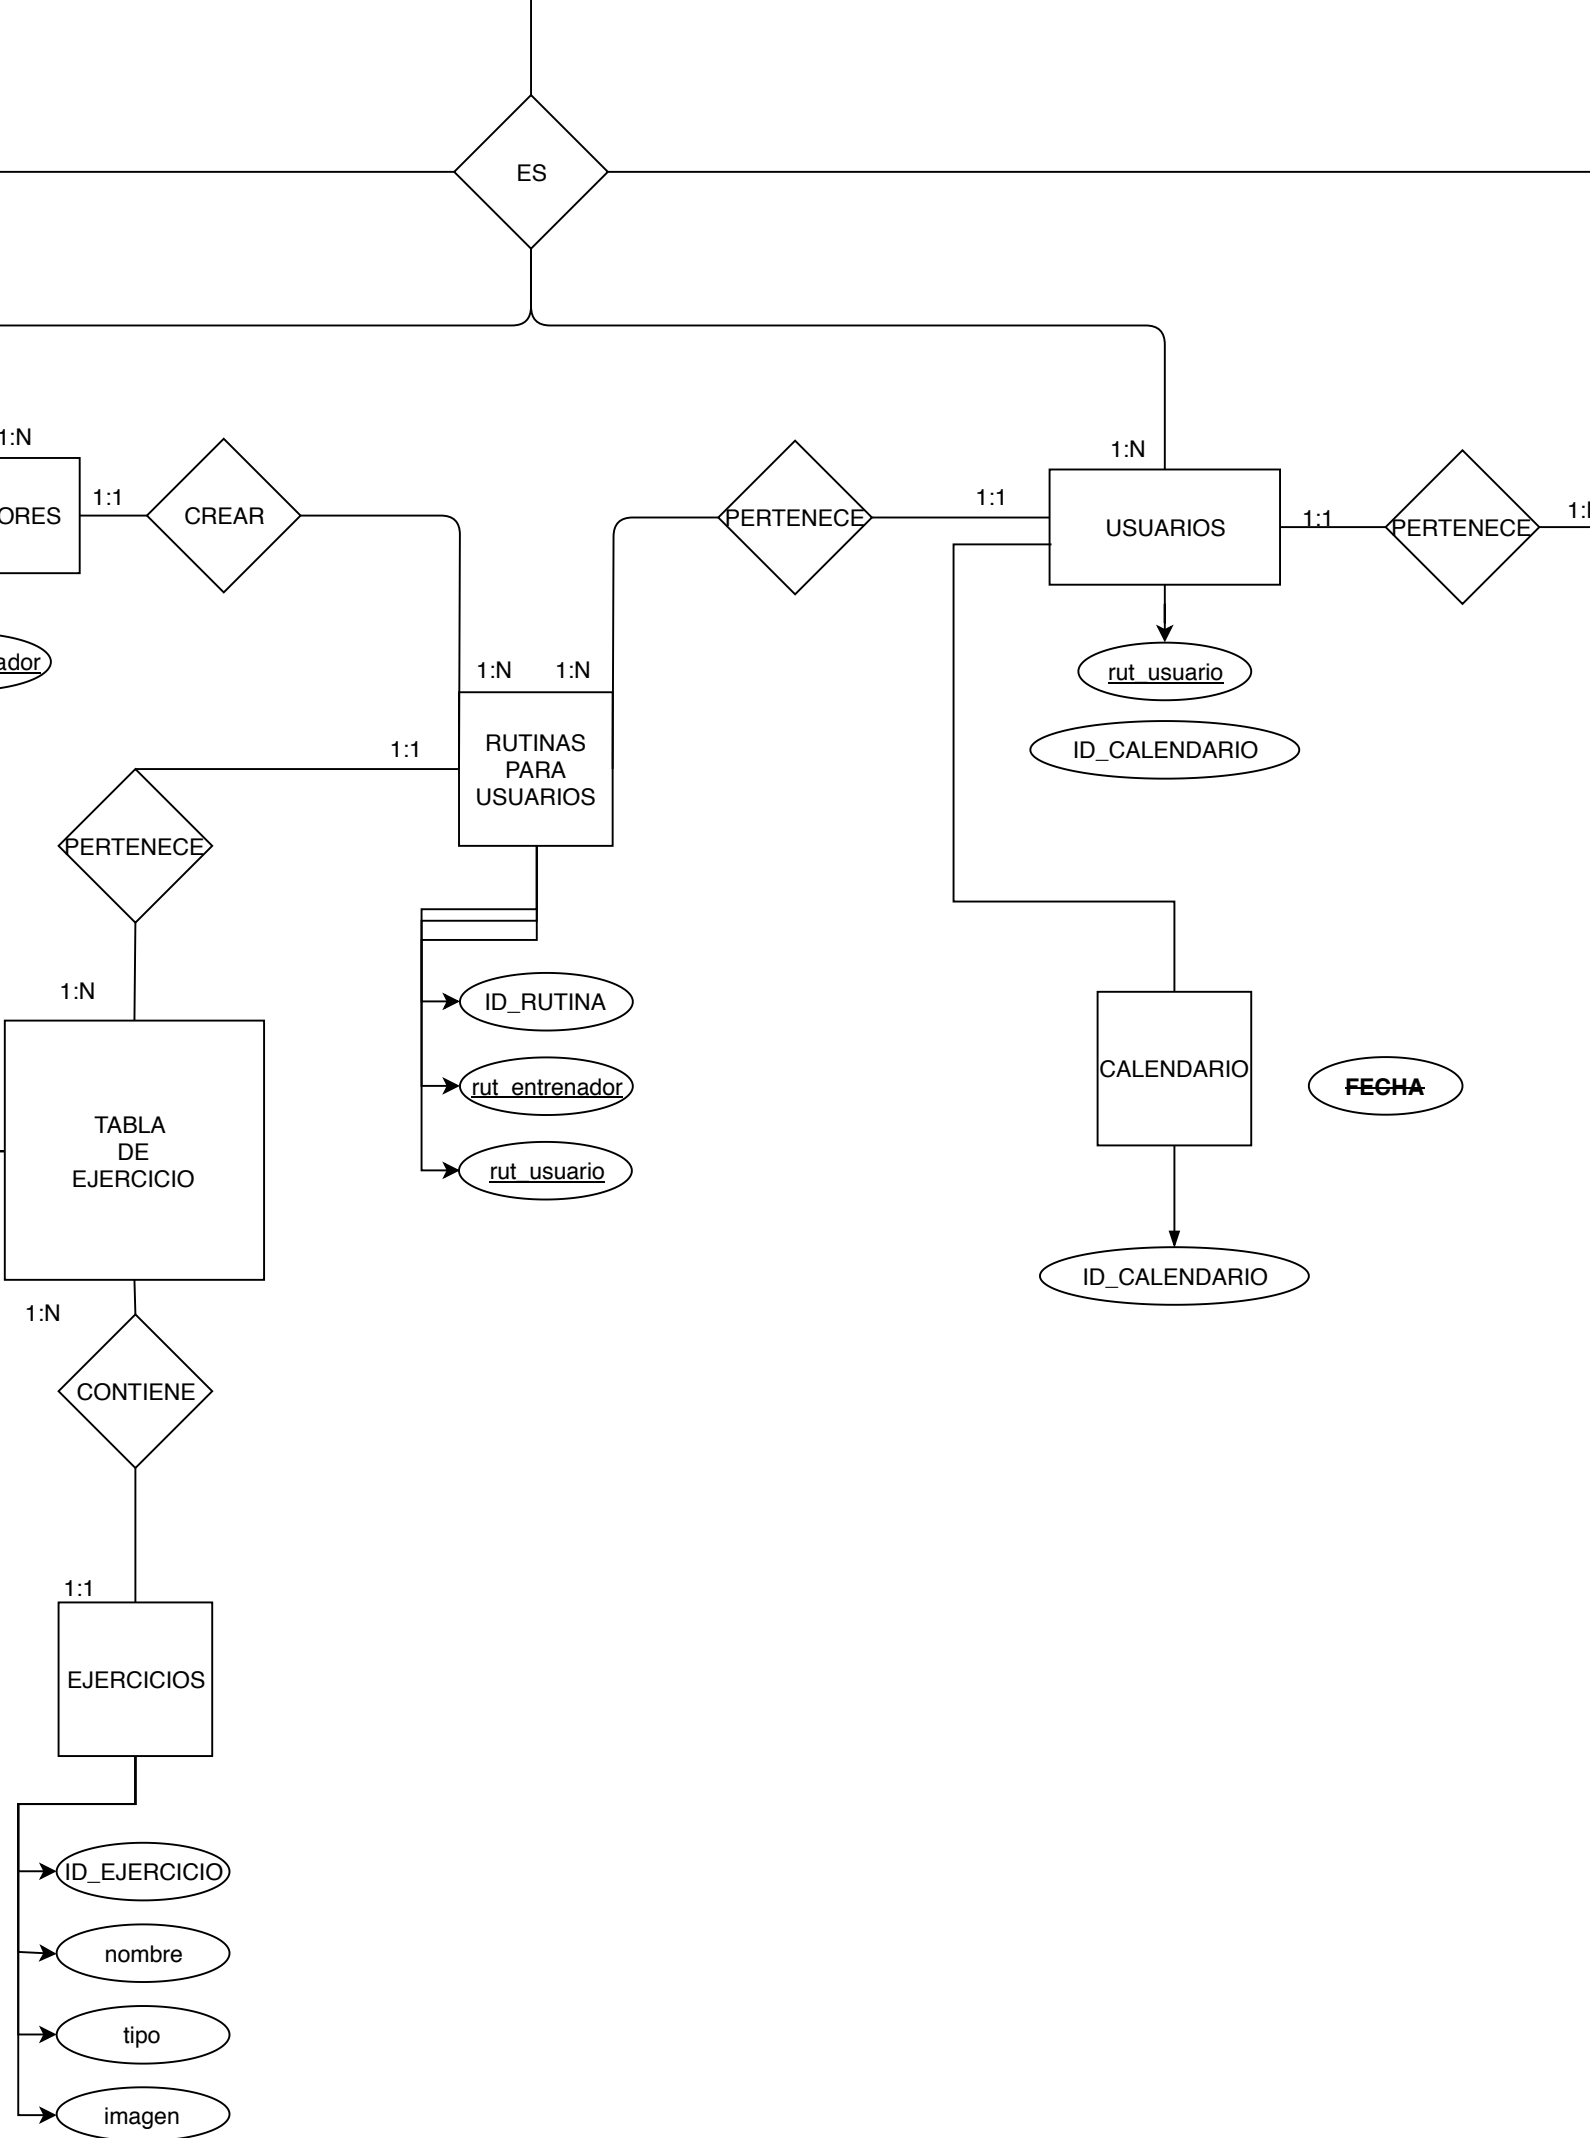 ES
1:N
ORES
1:1
CREAR
PERTENECE
1:1
1:N
USUARIOS
1:1
PERTENECE
ador
1:N
1:N
rut_usuario
1:1
RUTINAS
PARA
USUARIOS
ID_CALENDARIO
PERTENECE
1:N
ID_RUTINA
rut_entrenador
rut_usuario
CALENDARIO
FECHA
TABLA
DE
EJERCICIO
ID_CALENDARIO
1:N
CONTIENE
1:1
EJERCICIOS
ID_EJERCICIO
nombre
tipo
imagen